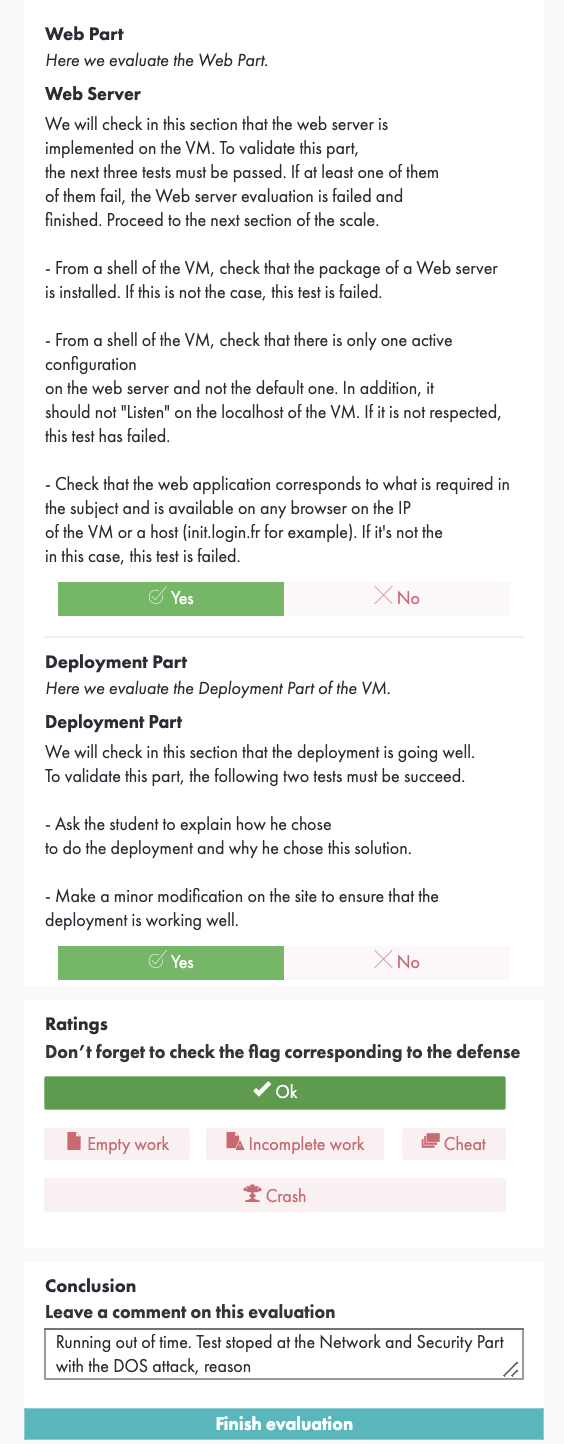 Web Part
Here we evaluate the Web Part.
Web Server
We will check in this section that the web server is
implemented on the VM. To validate this part,
the next three tests must be passed. If at least one of them
of them fail, the Web server evaluation is failed and
finished. Proceed to the next section of the scale.
- From a shell of the VM, check that the package of a Web server
is installed. If this is not the case, this test is failed.
- From a shell of the VM, check that there is only one active
configuration
on the web server and not the default one. In addition, it
should not "Listen" on the localhost of the VM. If it is not respected,
this test has failed.
- Check that the web application corresponds to what is required in
the subject and is available on any browser on the IP
of the VM or a host (init.login.fr for example). If it's not the
in this case, this test is failed.
Yes
No
Deployment Part
Here we evaluate the Deployment Part of the VM.
Deployment Part
We will check in this section that the deployment is going well.
To validate this part, the following two tests must be succeed.
- Ask the student to explain how he chose
to do the deployment and why he chose this solution.
- Make a minor modification on the site to ensure that the
deployment is working well.
Yes
No
Ratings
Don’t forget to check the flag corresponding to the defense
Ok
Empty work
Incomplete work
Cheat
Crash
Conclusion
Leave a comment on this evaluation
Running out of time. Test stoped at the Network and Security Part
with the DOS attack, reason
Finish evaluation